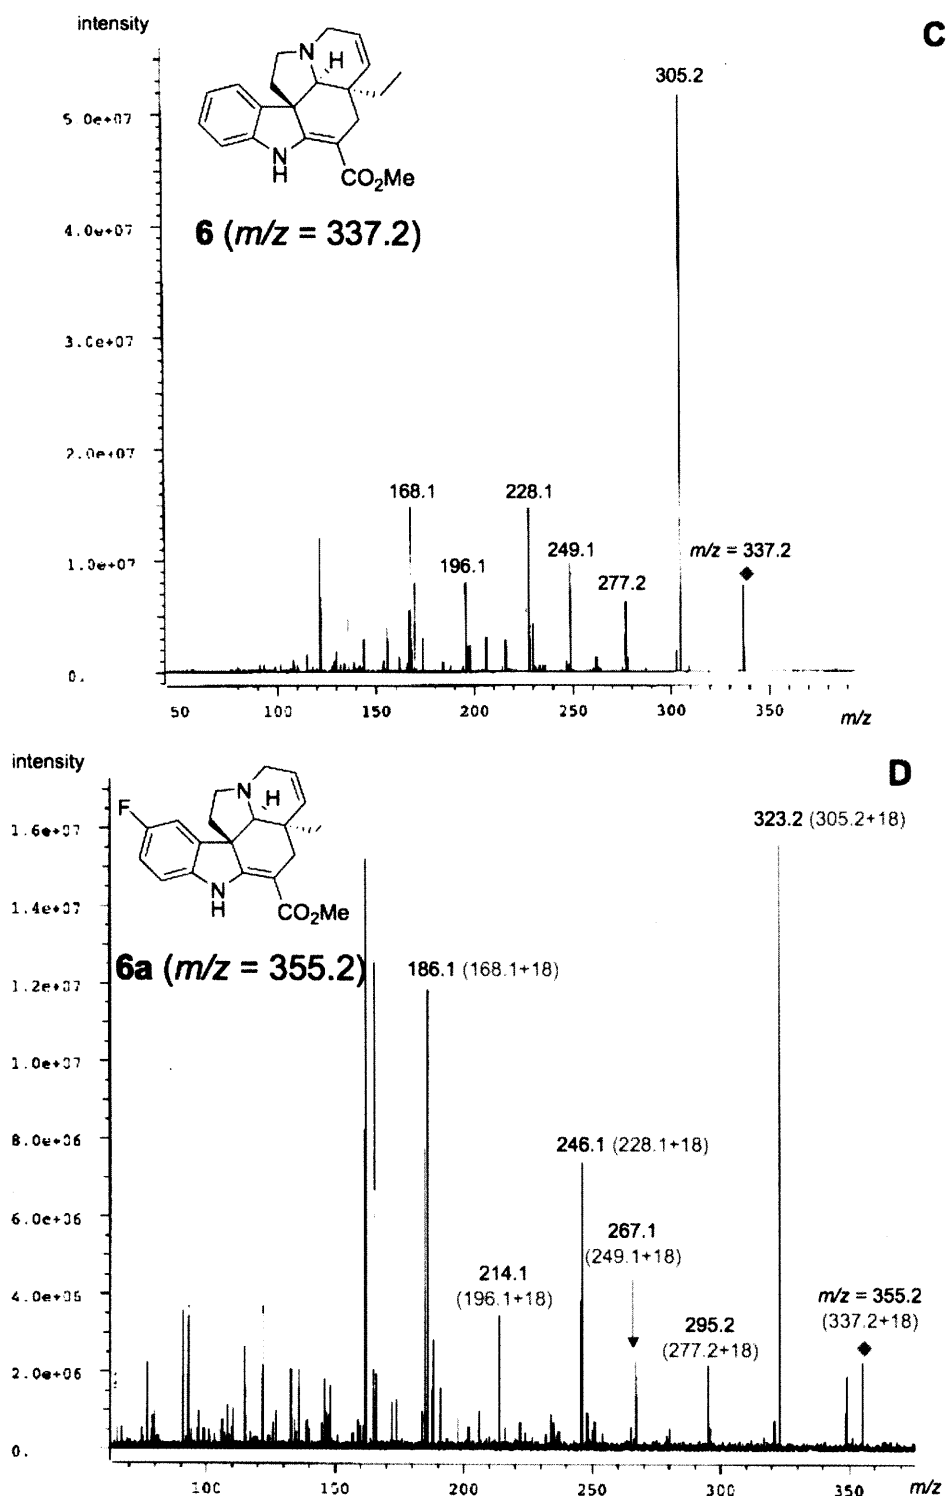 intensity
C
N
H
305.2
5.0e+07
N
H
CO2Me
6 (m/z = 337.2)
4.0e+07
3.0e+07
2.0e+07
168.1
228.1
249.1
m/z = 337.2
1.0e+07
196.1
277.2
0.
50
100
150
200
250
300
350
m/z
intensity
D
F
N
H
323.2 (305.2+18)
1.6e+07
N
H
CO2Me
1.4e+07
6a (m/z = 355.2)
186.1 (168.1+18)
1.2e+07
1.0e+07
8.0e+06
246.1 (228.1+18)
6.0e+06
267.1
(249.1+18)
214.1
(196.1+18)
4.0e+06
m/z = 355.2
(337.2+18)
295.2
(277.2+18)
2.0e+06
0.
100
150
200
250
300
350
m/z